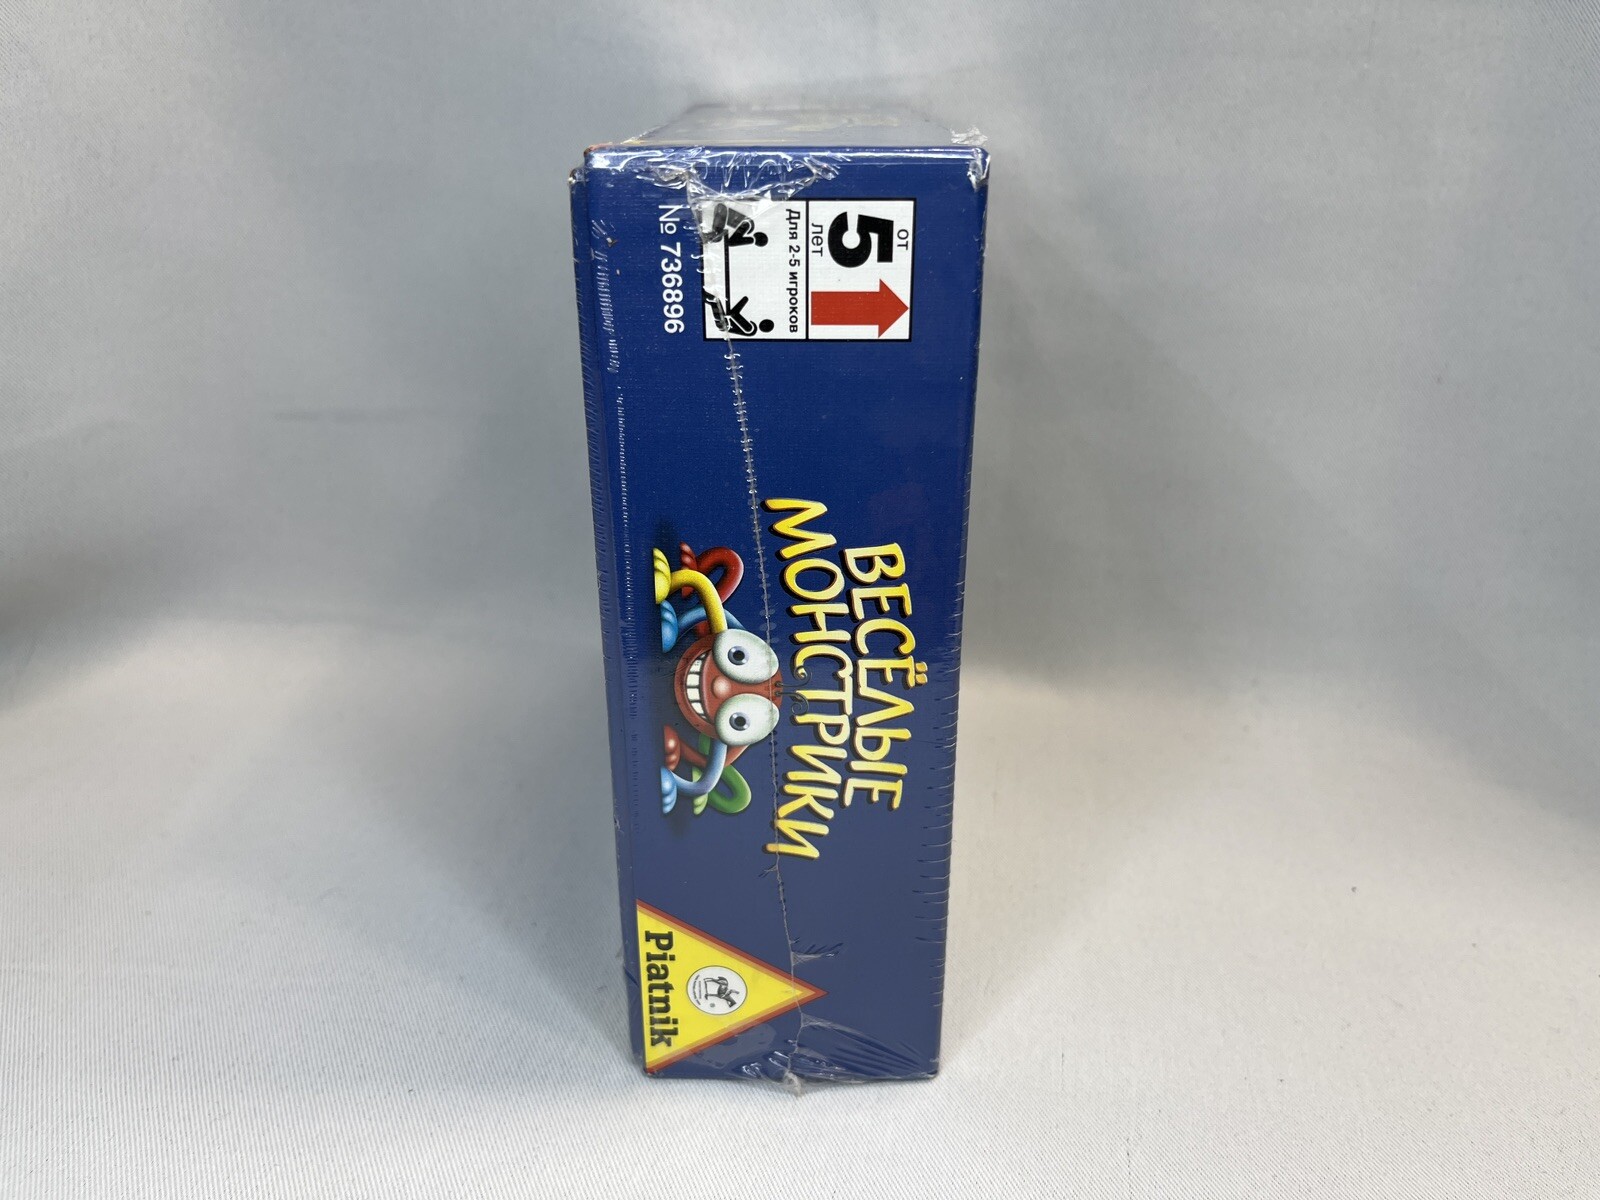 от
5
лет
Для 2-5 игроков
№ 736896
ВЕСЁЛЫЕ
МОНСТРИКИ
Piatnik
®